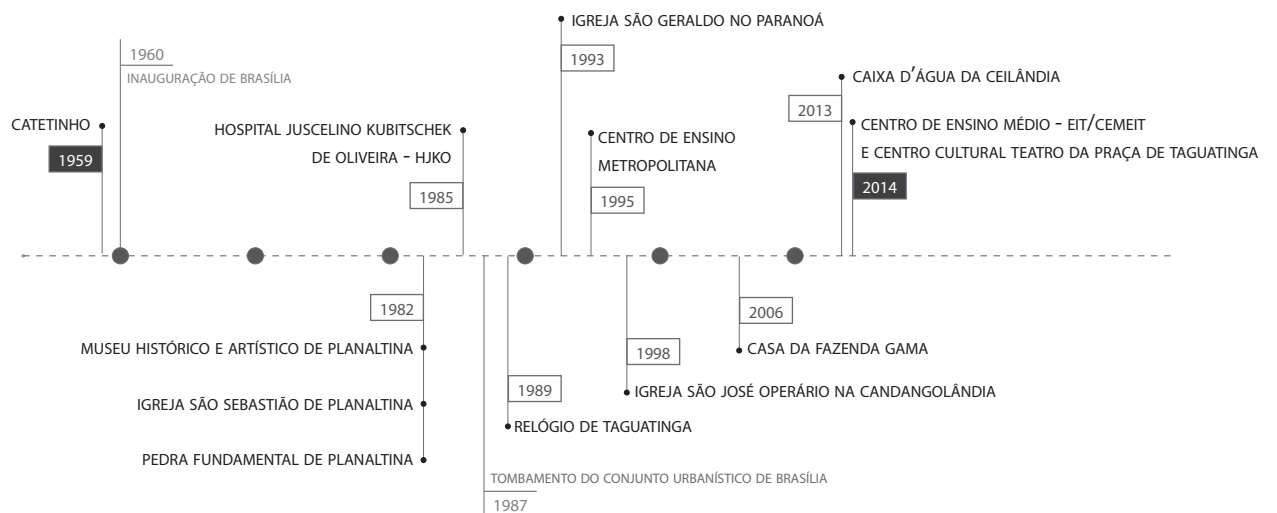 IGREJA SÃO GERALDO NO PARANOÁ
1993
1960
INAUGURAÇÃO DE BRASÍLIA
CATETINHO
1959
HOSPITAL JUSCELINO KUBITSCHEK
DE OLIVEIRA - HJKO
1985
CENTRO DE ENSINO
METROPOLITANA
1995
CAIXA D'ÁGUA DA CEILÂNDIA
2013
CENTRO DE ENSINO MÉDIO - EIT/CEMEIT
E CENTRO CULTURAL TEATRO DA PRAÇA DE TAGUATINGA
2014
1982
MUSEU HISTÓRICO E ARTÍSTICO DE PLANALTINA
IGREJA SÃO SEBASTIÃO DE PLANALTINA
PEDRA FUNDAMENTAL DE PLANALTINA
1989
RELÓGIO DE TAGUATINGA
1998
IGREJA SÃO JOSÉ OPERÁRIO NA CANDANGOLÂNDIA
2006
CASA DA FAZENDA GAMA
TOMBAMENTO DO CONJUNTO URBANÍSTICO DE BRASÍLIA
1987